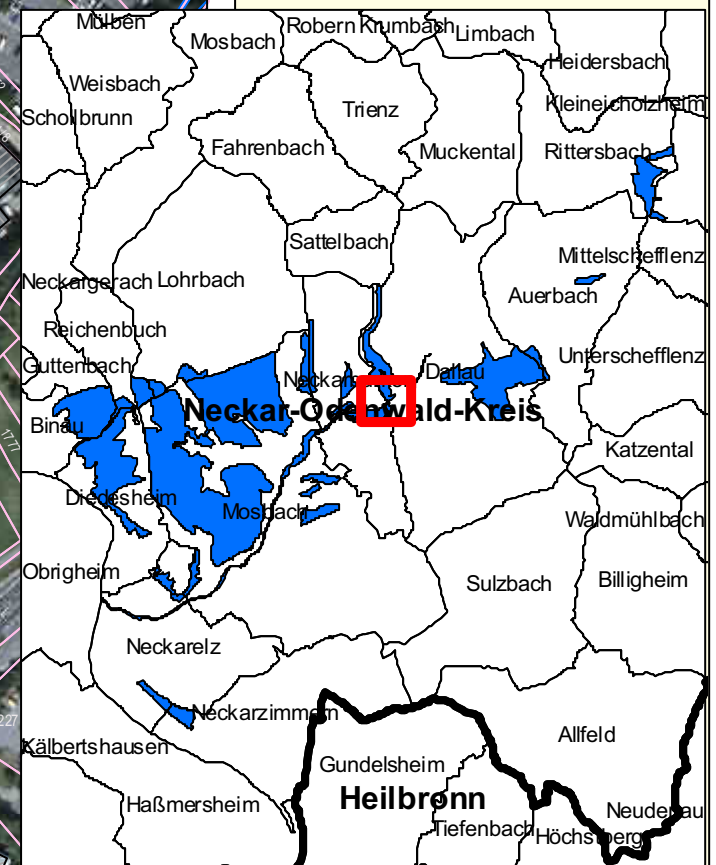 Mülben
Robern Krumbach
Limbach
Mosbach
Heidersbach
Weisbach
Kleineicholzheim
Trienz
Schollbrunn
Fahrenbach
Muckental
Rittersbach
Sattelbach
Mittelschefflenz
Neckargerach
Lohrbach
Auerbach
Reichenbuch
Unterschefflenz
Guttenbach
Dallau
Neckar-Odenwald-Kreis
Binau
Katzental
Diedesheim
Mosbach
Waldmühlbach
Obrigheim
Sulzbach
Billigheim
Neckarelz
Neckarzimmern
Allfeld
Kälbertshausen
Gundelsheim
Heilbronn
Haßmersheim
Neudenau
Tiefenbach
Höchstberg
1777
227